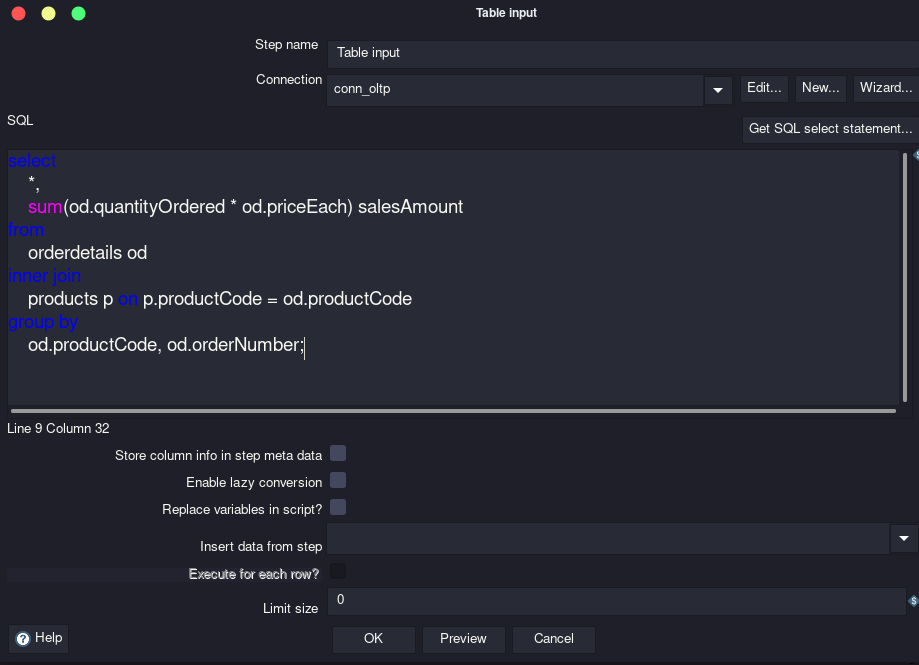 Table input
Step name
Table input
Connection
conn_oltp
Edit...
New...
Wizard...
SQL
Get SQL select statement...
select
*,
sum(od.quantityOrdered * od.priceEach) salesAmount
from
orderdetails od
inner join
products p on p.productCode = od.productCode
group by
od.productCode, od.orderNumber;
Line 9 Column 32
Store column info in step meta data
Enable lazy conversion
Replace variables in script?
Insert data from step
Execute for each row?
Limit size
0
Help
OK
Preview
Cancel